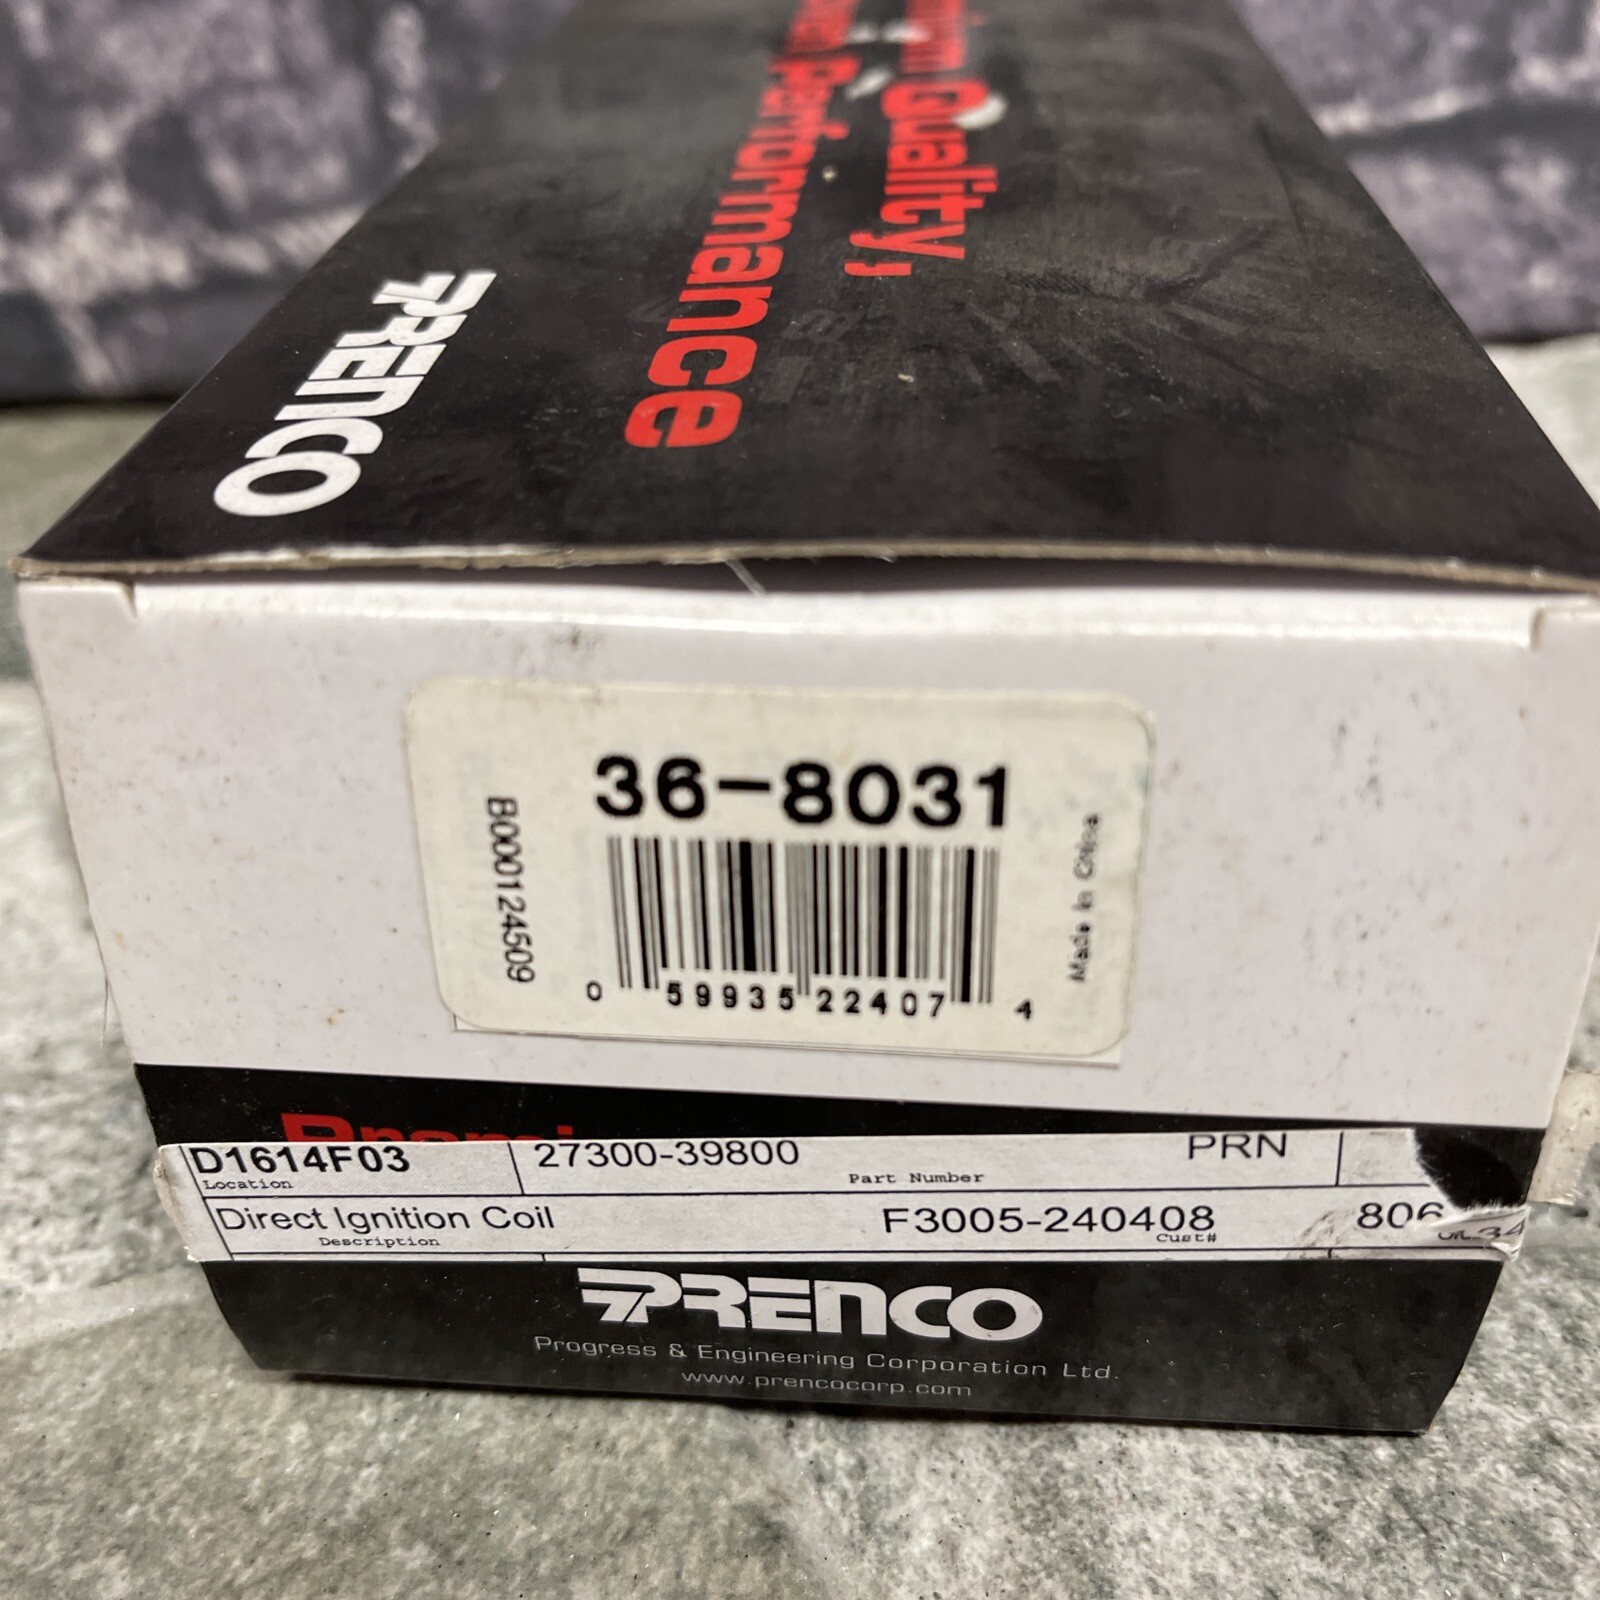 Quality,
Performance
PRENCO
36-8031
B000124509
Made in China
0 59935 22407 4
D1614F03
Location
27300-39800
PRN
Part Number
Direct Ignition Coil
Description
F3005-240408
Cust#
PRENCO
Progress & Engineering Corporation Ltd.
www.prencocorp.com